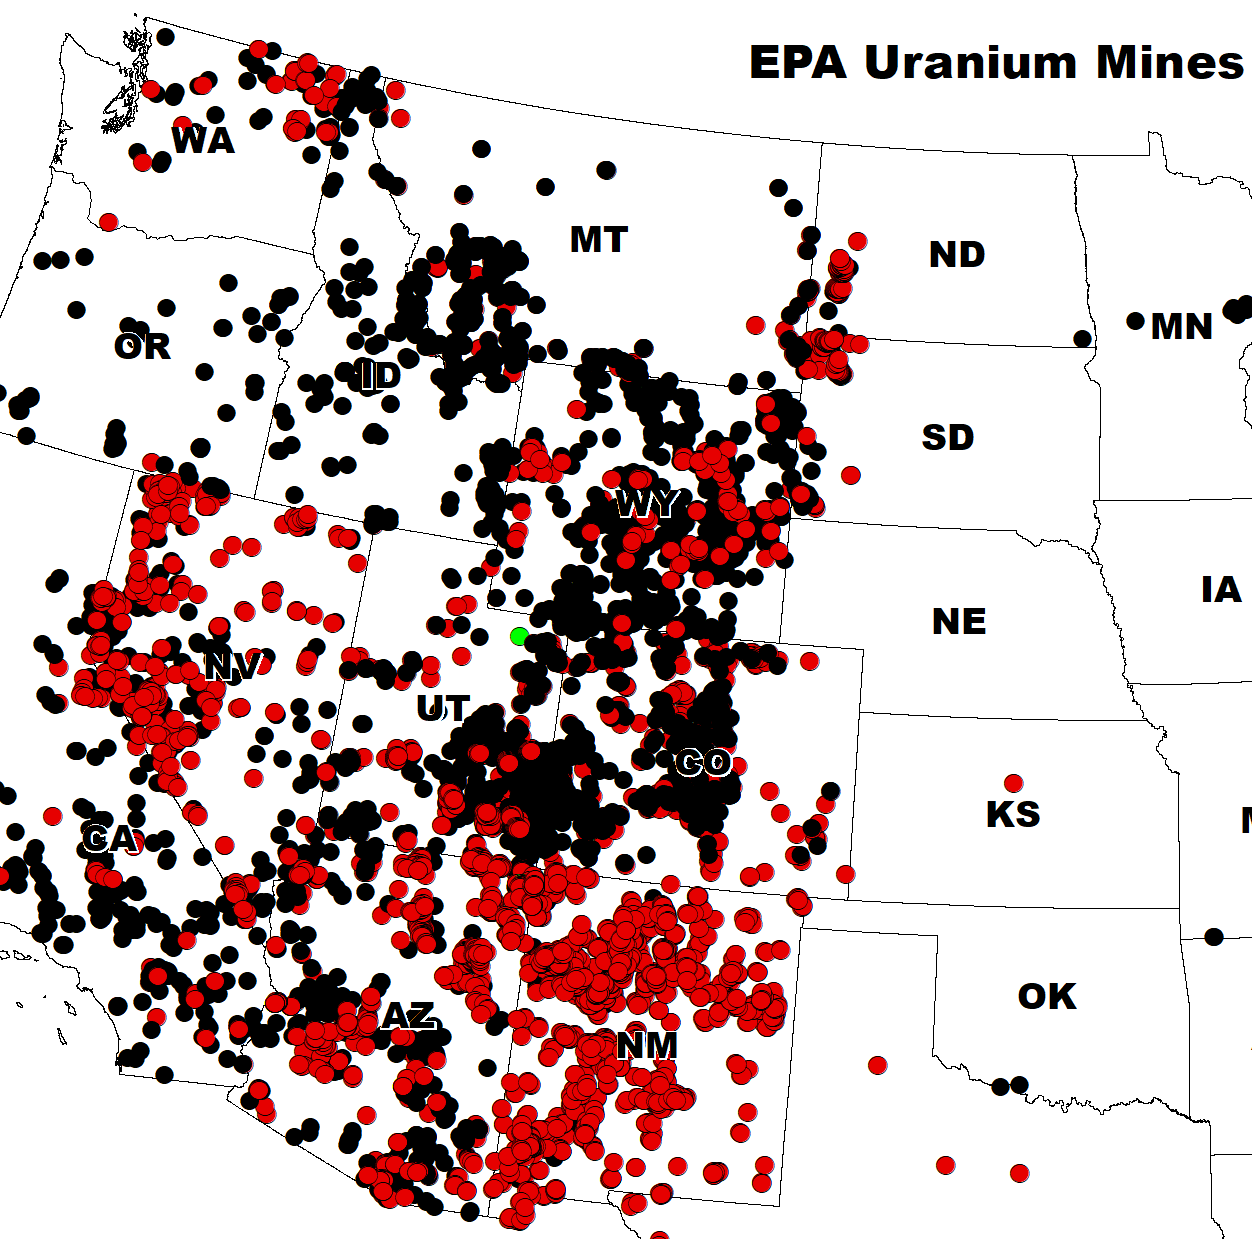 EPA Uranium Mines
WA
MT
ND
MN
OR
ID
SD
WY
IA
NE
NV
UT
CO
KS
CA
OK
AZ
NM